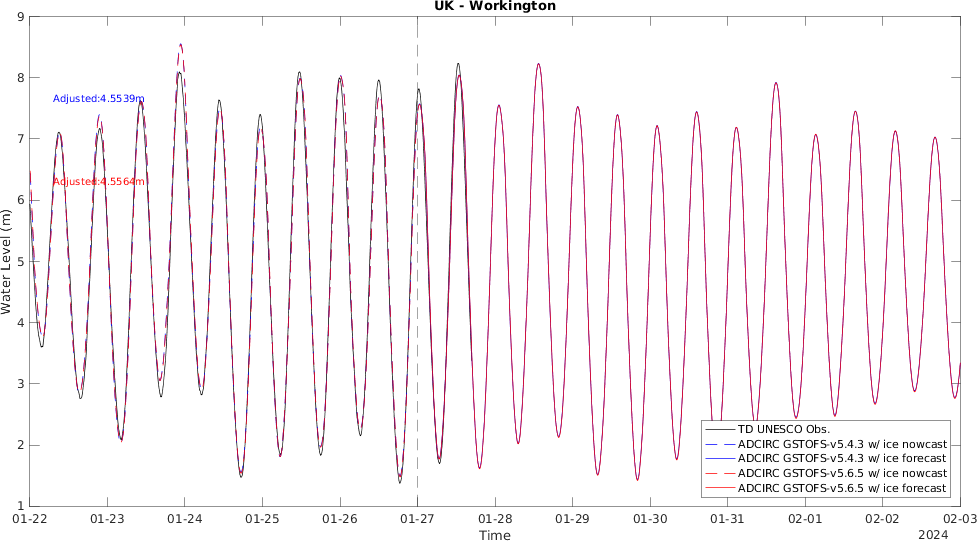 UK - Workington
9
8
7
6
5
4
3
2
1
Water Level (m)
Adjusted:4.5539m
Adjusted:4.5564m
TD UNESCO Obs.
ADCIRC GSTOFS-v5.4.3 w/ ice nowcast
ADCIRC GSTOFS-v5.4.3 w/ ice forecast
ADCIRC GSTOFS-v5.6.5 w/ ice nowcast
ADCIRC GSTOFS-v5.6.5 w/ ice forecast
01-22 01-23 01-24 01-25 01-26 01-27 01-28 01-29 01-30 01-31 02-01 02-02 02-03
Time
2024